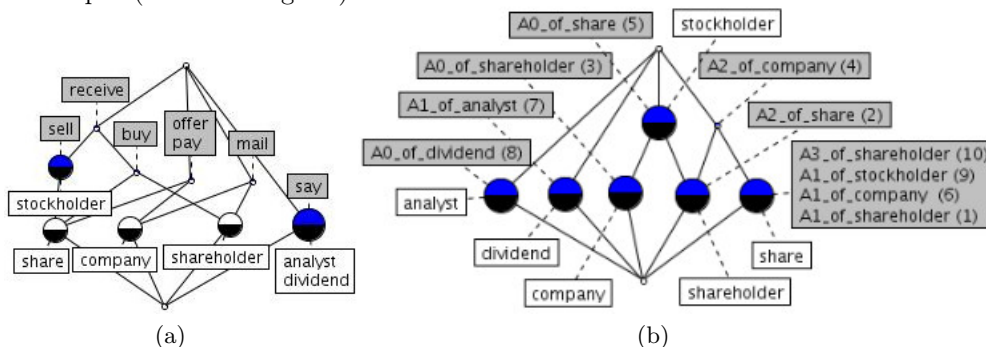 receive
sell
buy
offer
pay
mail
say
stockholder
share
company
shareholder
analyst
dividend
(a)
A0_of_share (5)
stockholder
A0_of_shareholder (3)
A2_of_company (4)
A1_of_analyst (7)
A2_of_share (2)
A0_of_dividend (8)
A3_of_shareholder (10)
A1_of_stockholder (9)
A1_of_company (6)
A1_of_shareholder (1)
analyst
dividend
share
company
shareholder
(b)